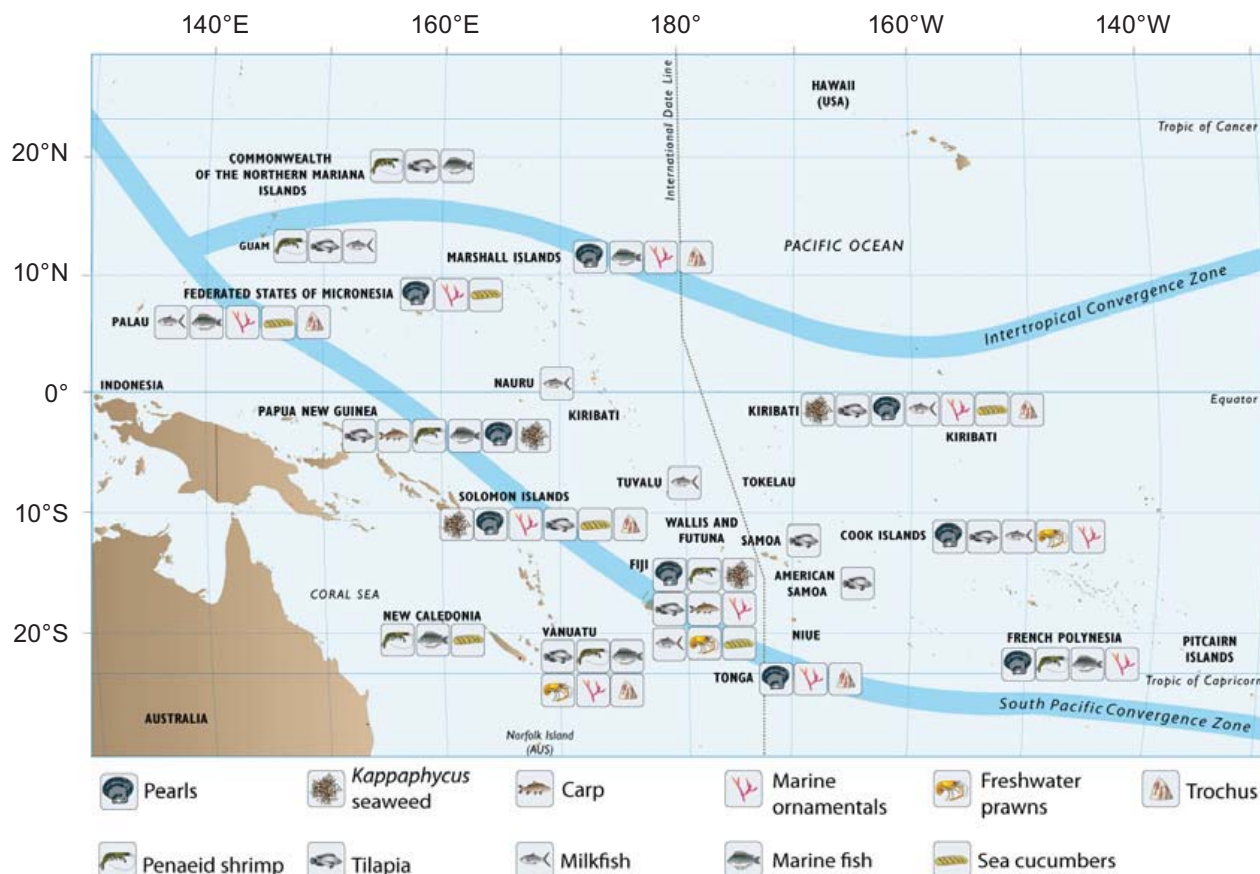 140°E 160°E 180° 160°W 140°W
International Date Line
HAWAII
(USA)
Tropic of Cancer
20°N
COMMONWEALTH
OF THE NORTHERN MARIANA
ISLANDS
GUAM
MARSHALL ISLANDS
PACIFIC OCEAN
10°N
FEDERATED STATES OF MICRONESIA
Intertropical Convergence Zone
PALAU
0°
INDONESIA
NAURU
Equator
PAPUA NEW GUINEA
KIRIBATI
KIRIBATI
KIRIBATI
TUVALU
TOKELAU
10°S
SOLOMON ISLANDS
WALLIS AND
FUTUNA
SAMOA
COOK ISLANDS
FIJI
AMERICAN
SAMOA
CORAL SEA
NEW CALEDONIA
20°S
VANUATU
NIUE
FRENCH POLYNESIA
PITCAIRN
ISLANDS
TONGA
Tropic of Capricorn
South Pacific Convergence Zone
AUSTRALIA
Norfolk Island
(AUS)
Pearls
Kappaphycus
seaweed
Carp
Marine
ornamentals
Freshwater
prawns
Trochus
Penaeid shrimp
Tilapia
Milkfish
Marine fish
Sea cucumbers